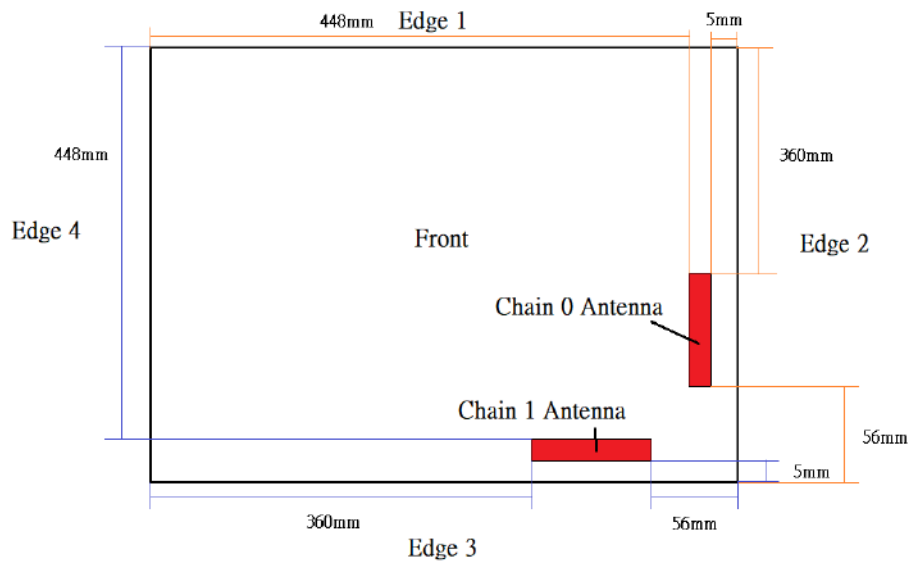 448mm
Edge 1
5mm
448mm
360mm
Edge 4
Front
Edge 2
Chain 0 Antenna
Chain 1 Antenna
56mm
5mm
360mm
56mm
Edge 3